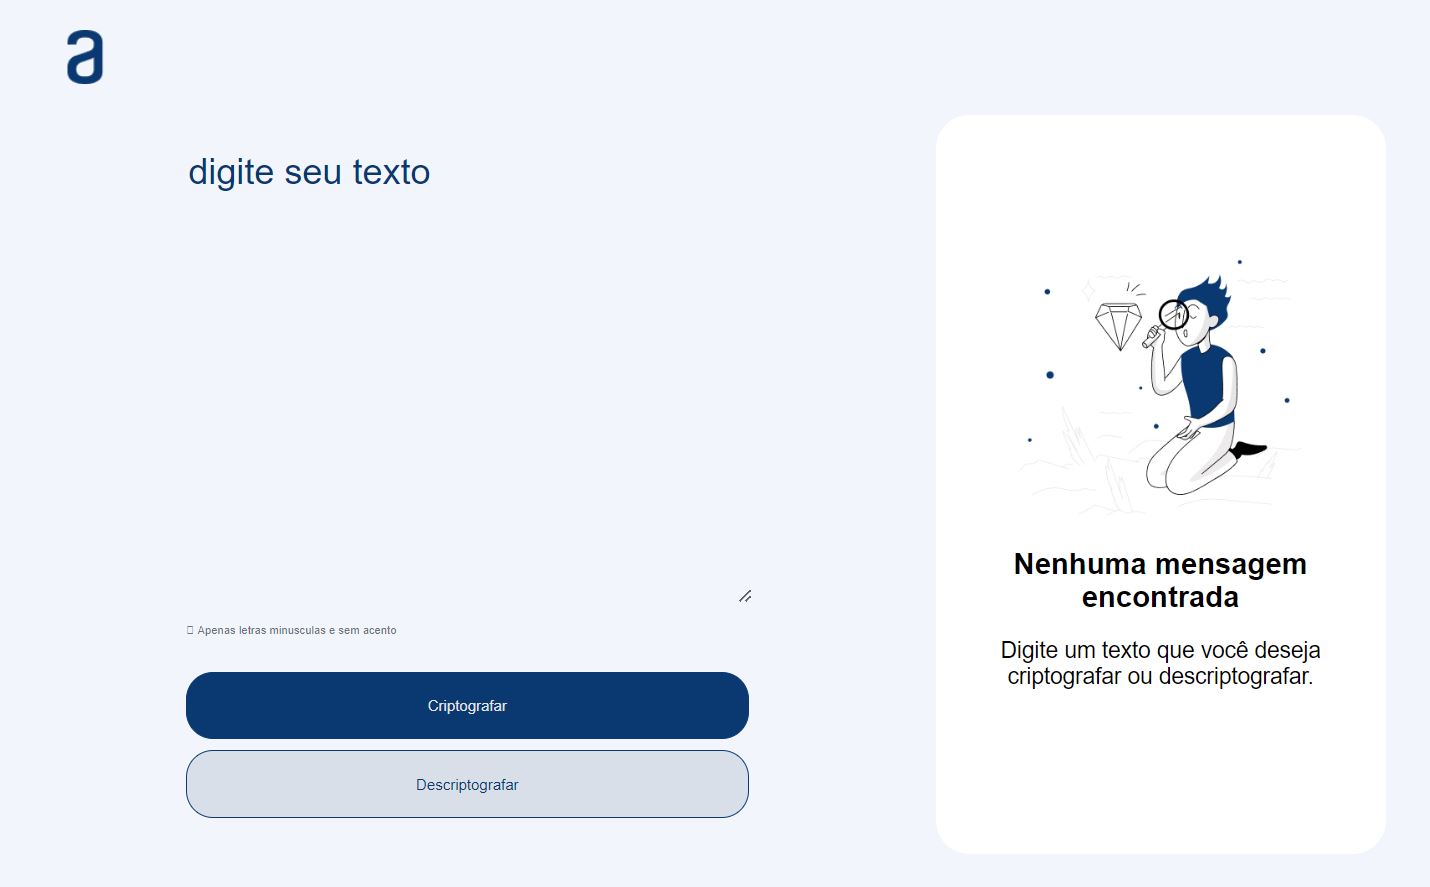 a
digite seu texto
Apenas letras minusculas e sem acento
Criptografar
Descriptografar
Nenhuma mensagem
encontrada
Digite um texto que você deseja
criptografar ou descriptografar.